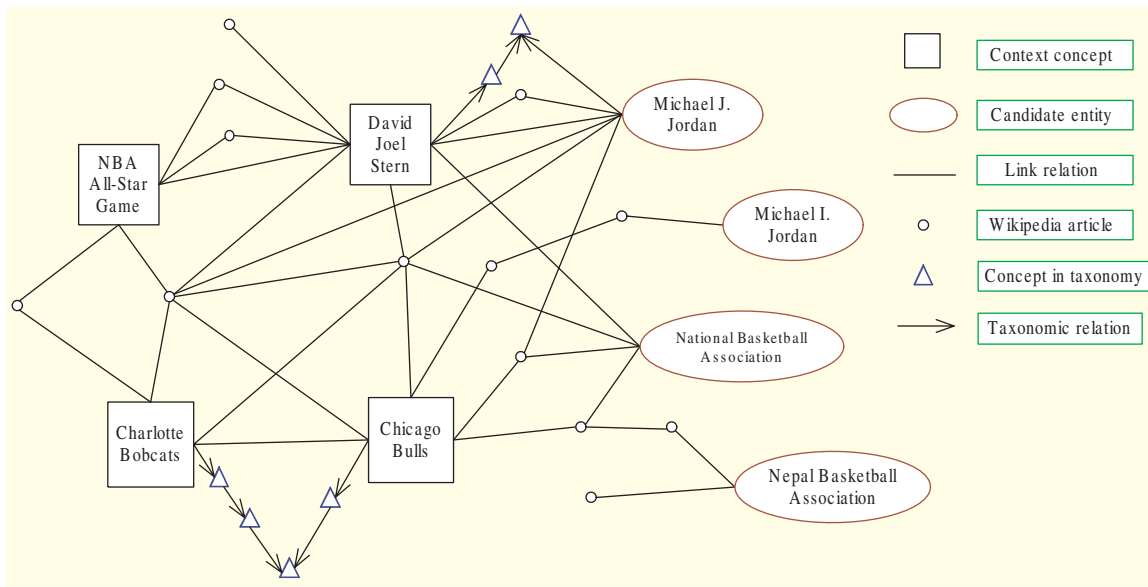 NBA
All-Star
Game
David
Joel
Stern
Michael J.
Jordan
Michael I.
Jordan
National Basketball
Association
Charlotte
Bobcats
Chicago
Bulls
Nepal Basketball
Association
Context concept
Candidate entity
Link relation
Wikipedia article
Concept in taxonomy
Taxonomic relation